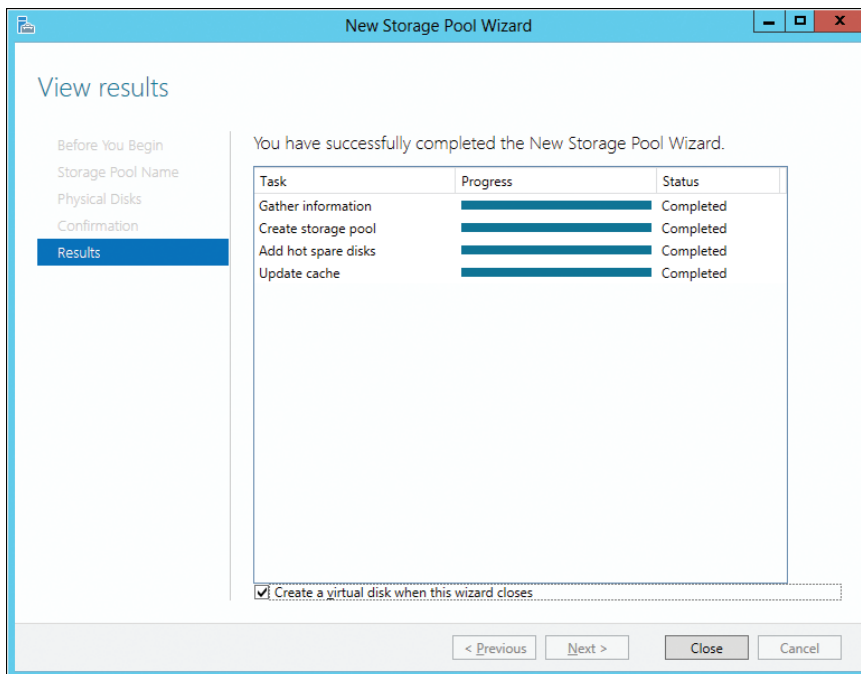 New Storage Pool Wizard
View results
Before You Begin
Storage Pool Name
Physical Disks
Confirmation
Results
You have successfully completed the New Storage Pool Wizard.
Task Progress Status
Gather information Completed
Create storage pool Completed
Add hot spare disks Completed
Update cache Completed
Create a virtual disk when this wizard closes
< Previous Next > Close Cancel